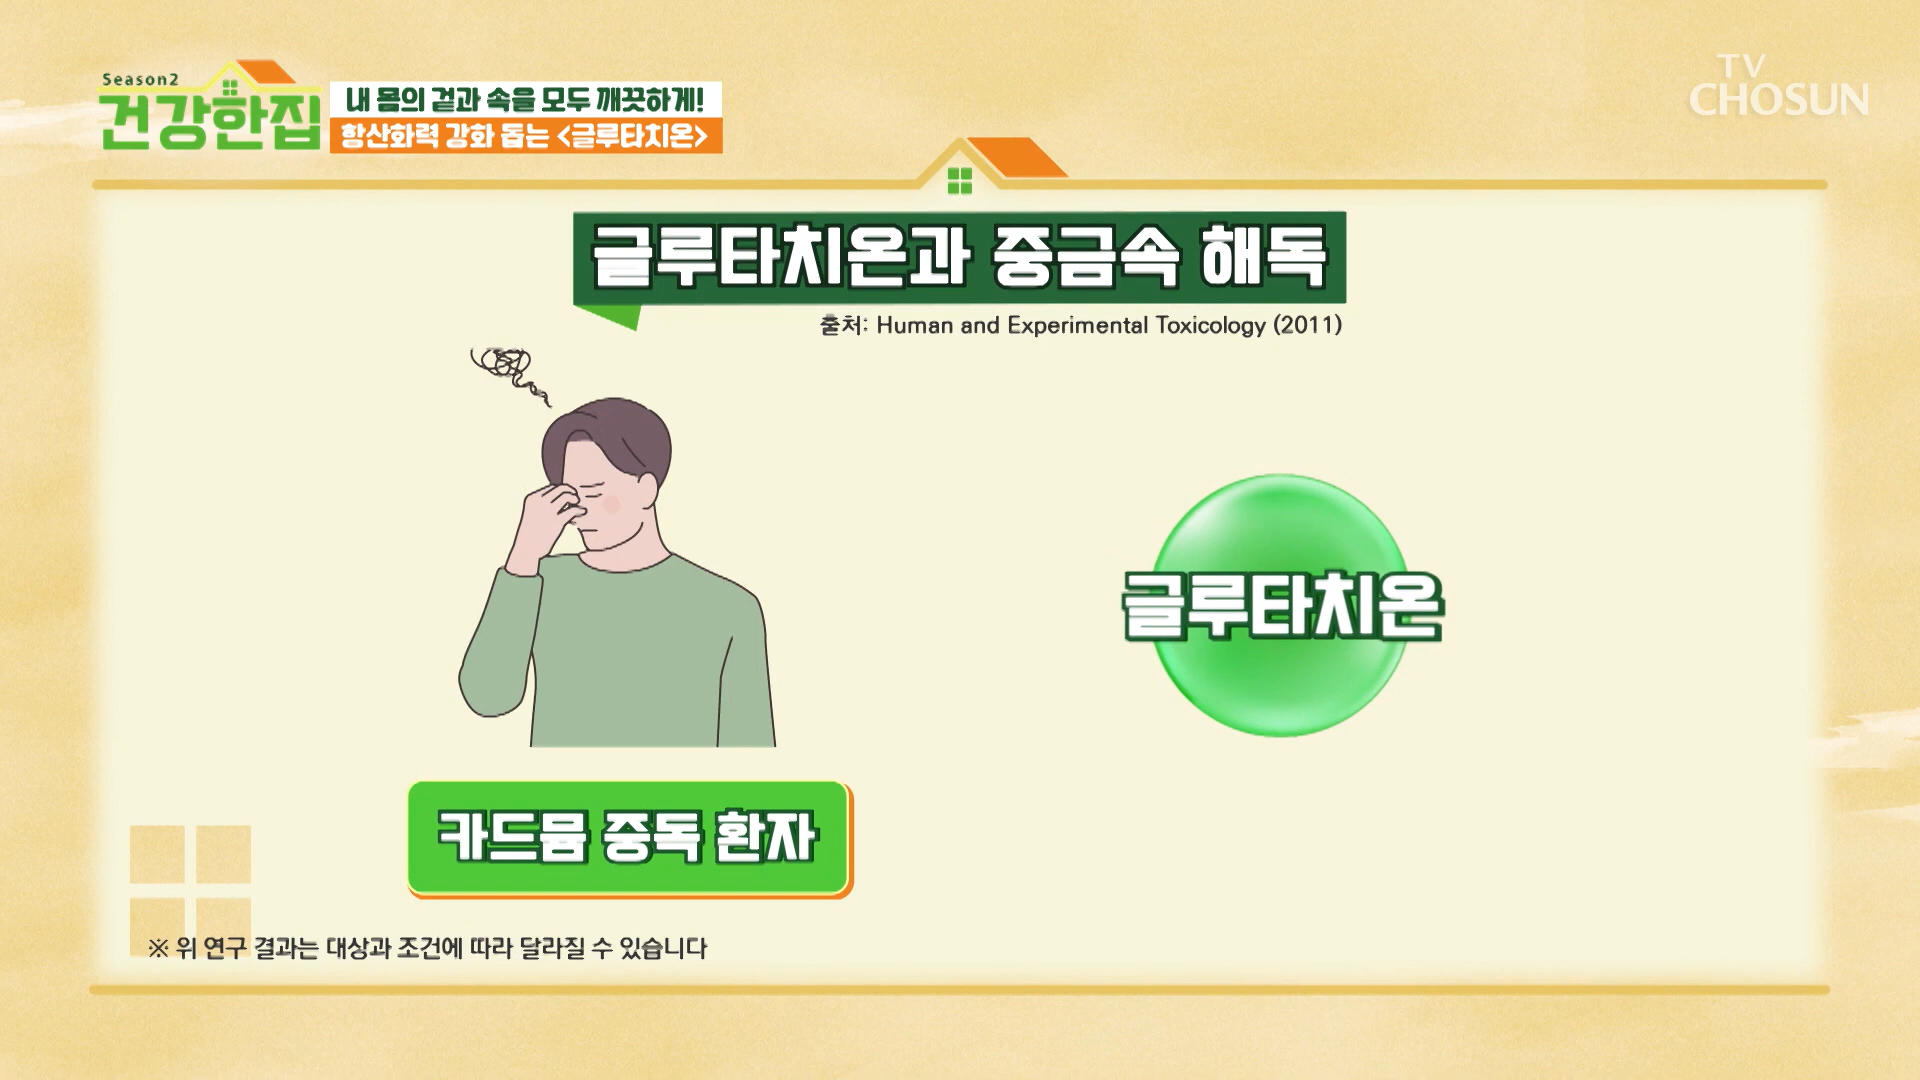 Season2
건강한집
내 몸의 겉과 속을 모두 깨끗하게!
항산화력 강화 돕는 <글루타치온>
TV
CHOSUN
글루타치온과 중금속 해독
출처: Human and Experimental Toxicology (2011)
글루타치온
카드뮴 중독 환자
※ 위 연구 결과는 대상과 조건에 따라 달라질 수 있습니다